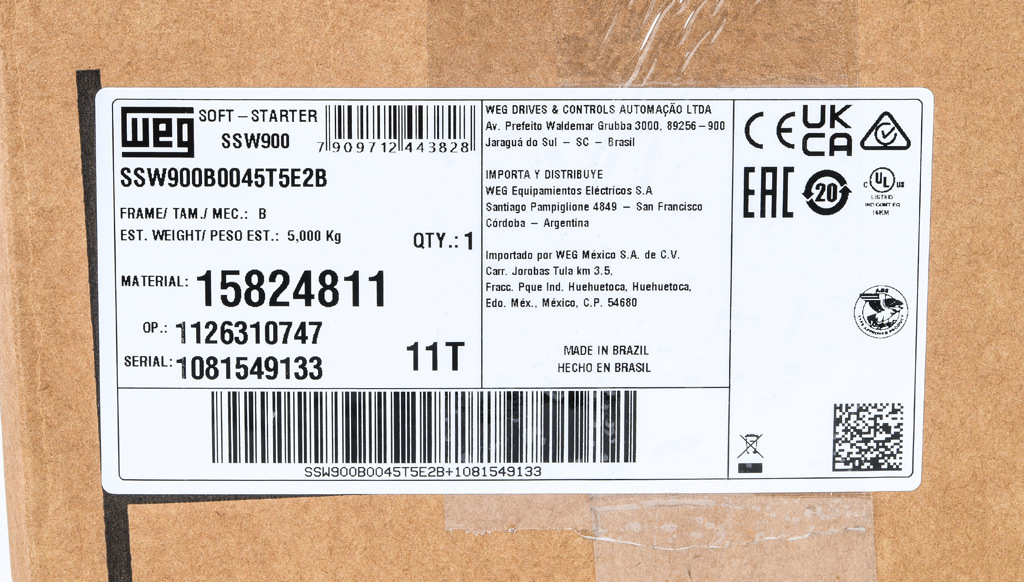 weg
SOFT-STARTER
SSW900
7 909712 443828
SSW900B0045T5E2B
FRAME/ TAM./ MEC.: B
EST. WEIGHT/ PESO EST.: 5,000 Kg
QTY.: 1
MATERIAL: 15824811
OP.: 1126310747
SERIAL: 1081549133
11T
SSW900B0045T5E2B+1081549133
WEG DRIVES & CONTROLS AUTOMAÇÃO LTDA
Av. Prefeito Waldemar Grubba 3000, 89256-900
Jaraguá do Sul - SC - Brasil
IMPORTA Y DISTRIBUYE
WEG Equipamientos Eléctricos S.A
Santiago Pampiglione 4849 - San Francisco
Córdoba - Argentina
Importado por WEG México S.A. de C.V.
Carr. Jorobas Tula km 3.5,
Fracc. Pque Ind. Huehuetoca, Huehuetoca,
Edo. Méx., México, C.P. 54680
MADE IN BRAZIL
HECHO EN BRASIL
CE
UK
CA
EAC
20
c UL us
LISTED
IND CONT EQ
16KM
ABS
TYPE APPROVED PRODUCT